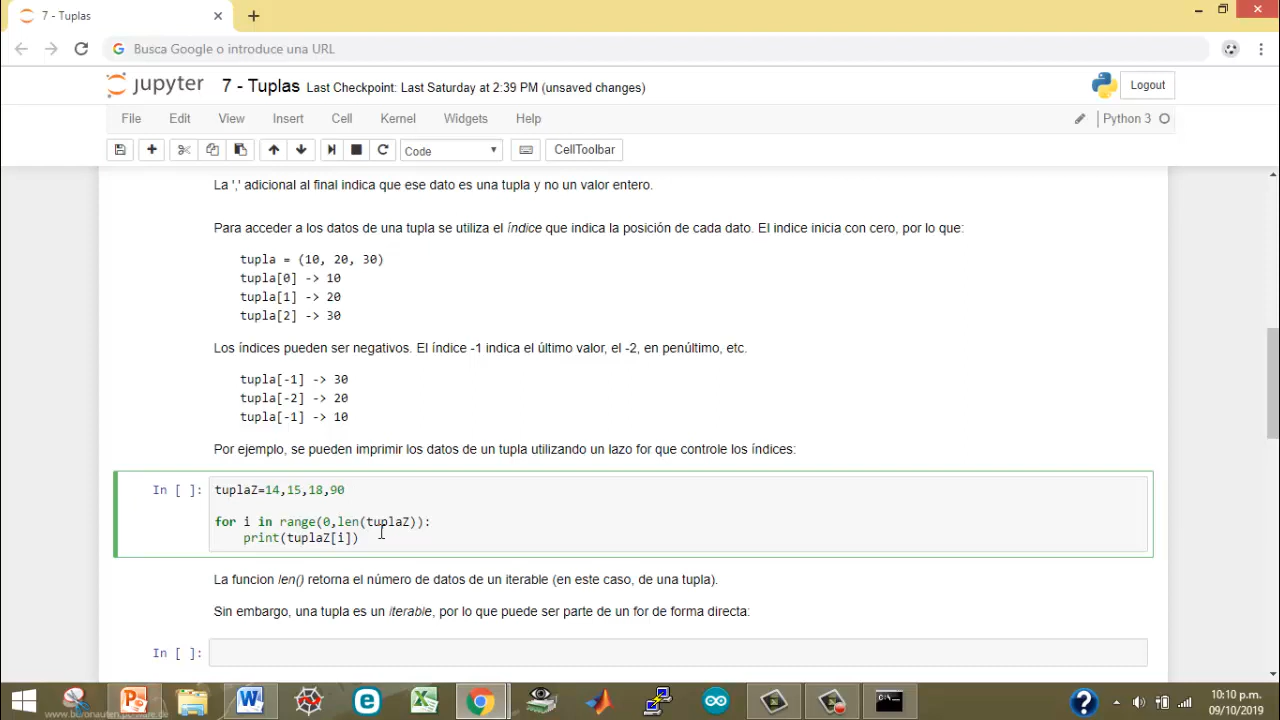 7 - Tuplas
Busca Google o introduce una URL
jupyter 7 - Tuplas Last Checkpoint: Last Saturday at 2:39 PM (unsaved changes) Logout
File Edit View Insert Cell Kernel Widgets Help Python 3
Code CellToolbar
La ',' adicional al final indica que ese dato es una tupla y no un valor entero.
Para acceder a los datos de una tupla se utiliza el índice que indica la posición de cada dato. El indice inicia con cero, por lo que:
tupla = (10, 20, 30)
tupla[0] -> 10
tupla[1] -> 20
tupla[2] -> 30
Los índices pueden ser negativos. El índice -1 indica el último valor, el -2, en penúltimo, etc.
tupla[-1] -> 30
tupla[-2] -> 20
tupla[-1] -> 10
Por ejemplo, se pueden imprimir los datos de un tupla utilizando un lazo for que controle los índices:
In [ ]: tuplaZ=14,15,18,90
for i in range(0,len(tuplaZ)):
print(tuplaZ[i])
La funcion len() retorna el número de datos de un iterable (en este caso, de una tupla).
Sin embargo, una tupla es un iterable, por lo que puede ser parte de un for de forma directa:
In [ ]:
10:10 p.m.
09/10/2019